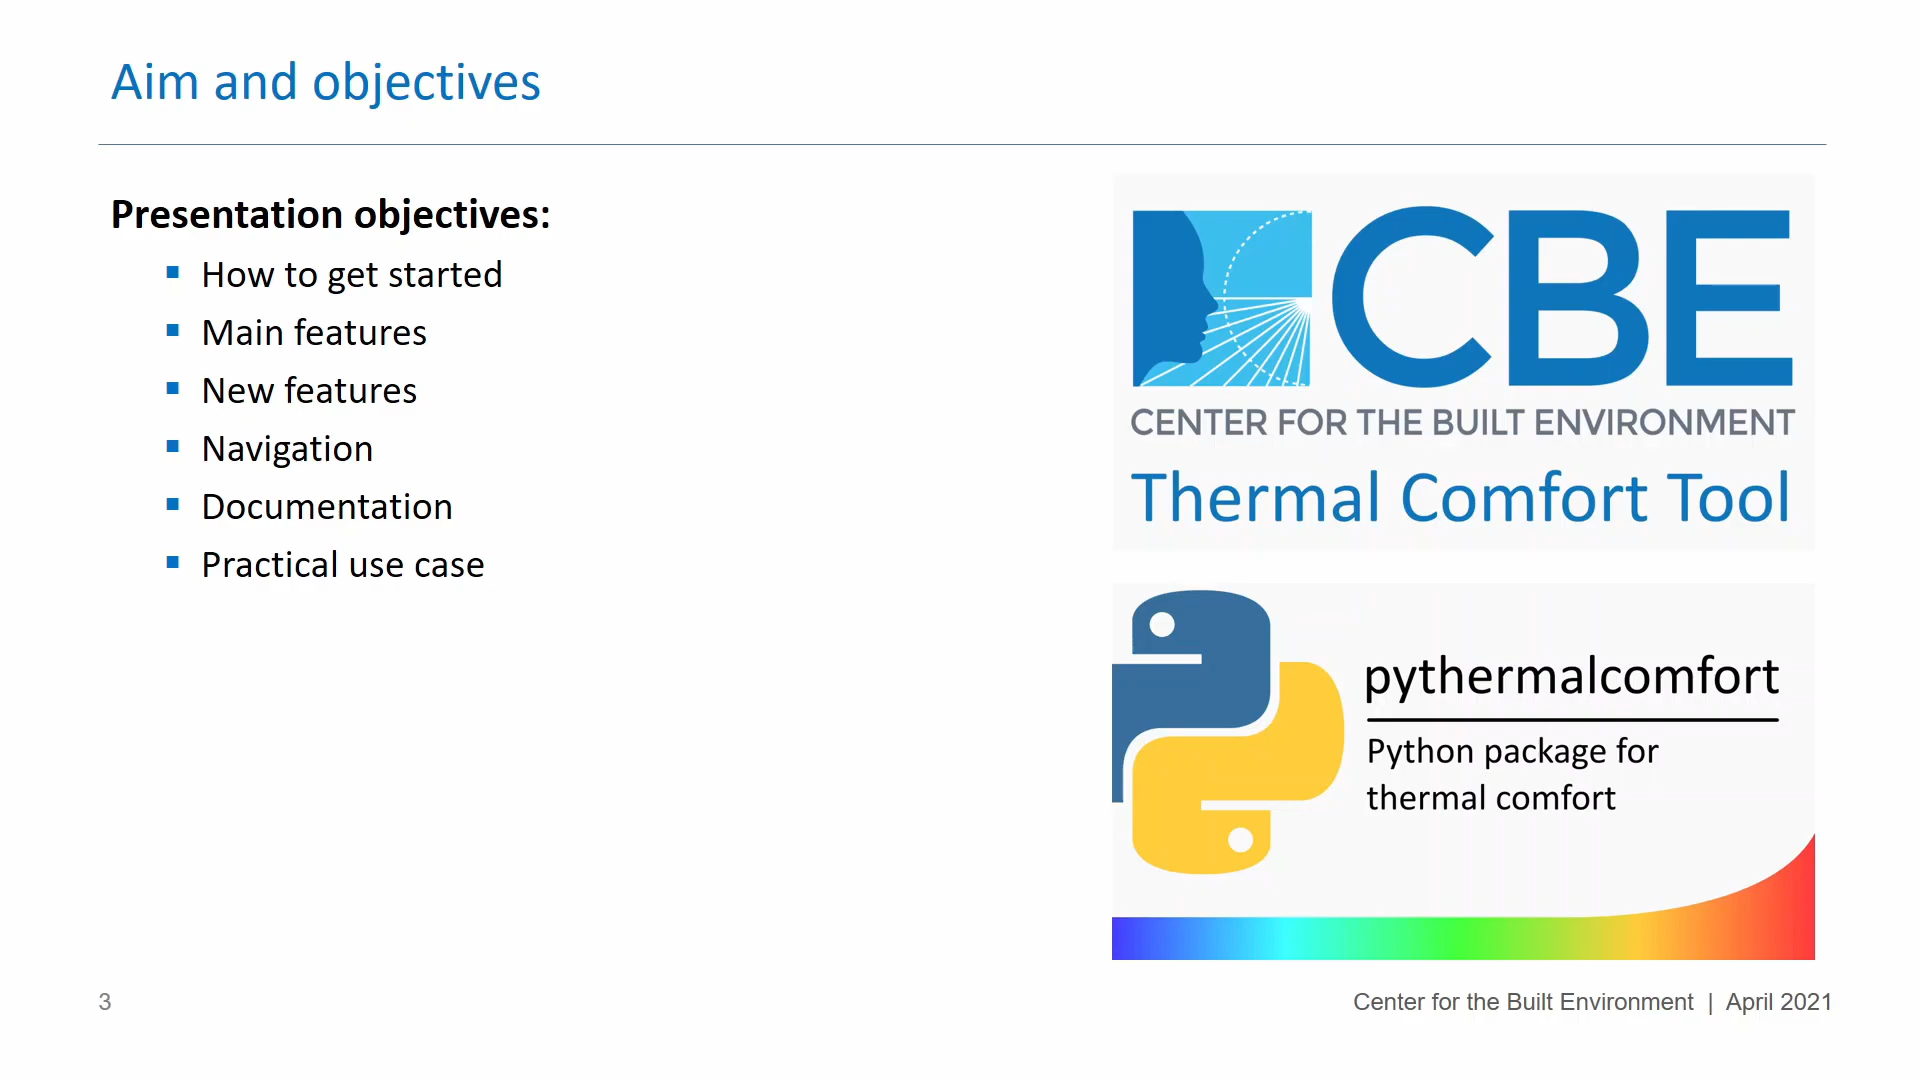 Aim and objectives
Presentation objectives:
How to get started
Main features
New features
Navigation
Documentation
Practical use case
CBE
CENTER FOR THE BUILT ENVIRONMENT
Thermal Comfort Tool
pythermalcomfort
Python package for
thermal comfort
3
Center for the Built Environment | April 2021